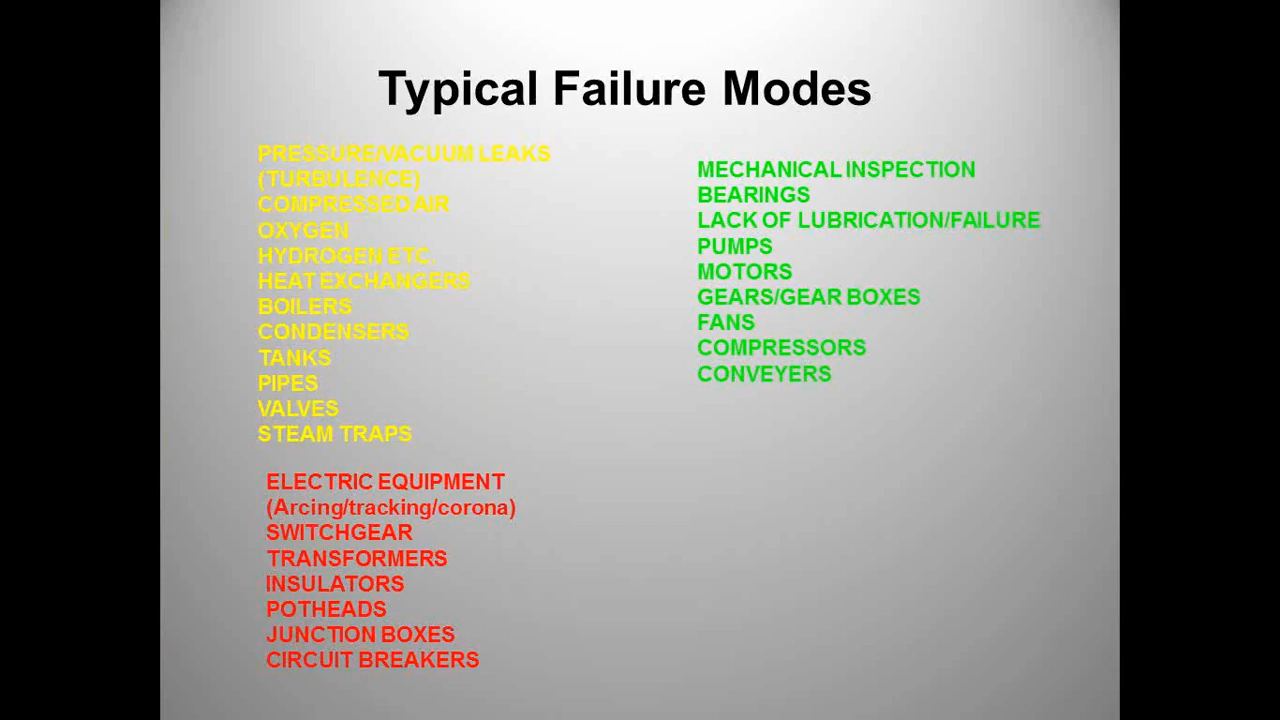 Typical Failure Modes
PRESSURE/VACUUM LEAKS
(TURBULENCE)
COMPRESSED AIR
OXYGEN
HYDROGEN ETC.
HEAT EXCHANGERS
BOILERS
CONDENSERS
TANKS
PIPES
VALVES
STEAM TRAPS
ELECTRIC EQUIPMENT
(Arcing/tracking/corona)
SWITCHGEAR
TRANSFORMERS
INSULATORS
POTHEADS
JUNCTION BOXES
CIRCUIT BREAKERS
MECHANICAL INSPECTION
BEARINGS
LACK OF LUBRICATION/FAILURE
PUMPS
MOTORS
GEARS/GEAR BOXES
FANS
COMPRESSORS
CONVEYERS